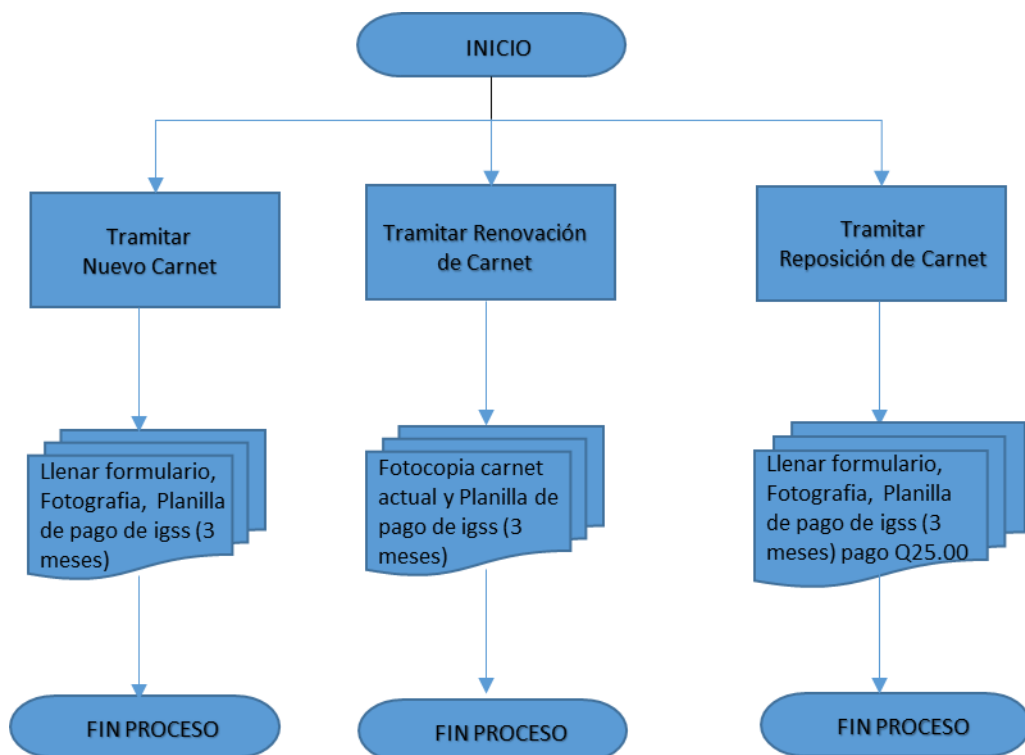 INICIO
Tramitar
Nuevo Carnet
Tramitar Renovación
de Carnet
Tramitar
Reposición de Carnet
Llenar formulario,
Fotografia, Planilla
de pago de igss (3
meses)
Fotocopia carnet
actual y Planilla de
pago de igss (3
meses)
Llenar formulario,
Fotografia, Planilla
de pago de igss (3
meses) pago Q25.00
FIN PROCESO
FIN PROCESO
FIN PROCESO